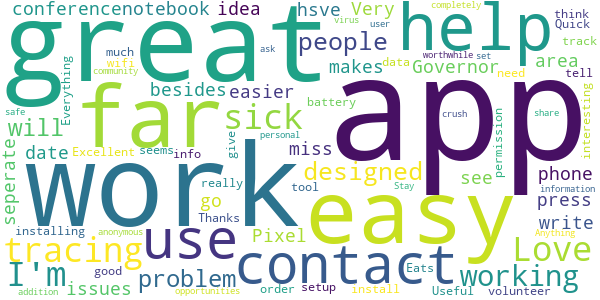 conferencenotebook idea hsve Very help think
great much people makes Governor area Quick
virus user completely
wifi community Everything
besides easier data worthwhile set track
ask need tell interesting
safe far sick battery app crush share
seperate will date Excellent seems info give miss
designed see permission phone
work really tool personal Stay information
go press
installing anonymous Thanks use Pixel easy write Anything
tracing contact Love
I'm good problem Eats working
issues order setup install Useful volunteer
addition opportunities